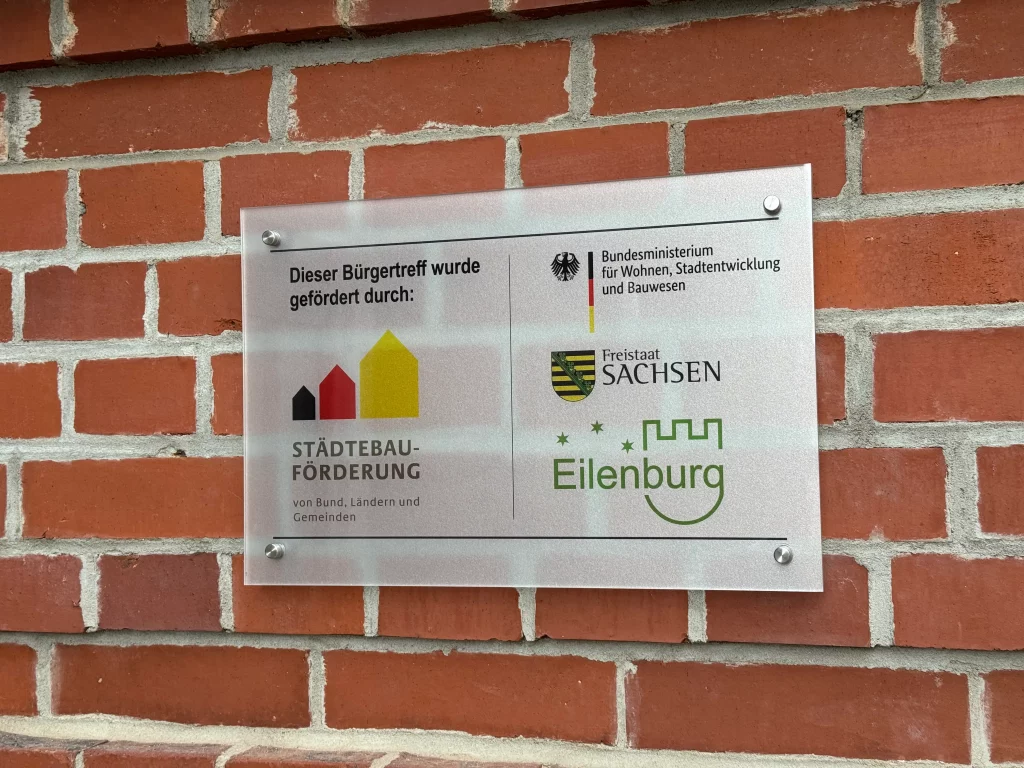 Dieser Bürgertreff wurde
gefördert durch:
STÄDTEBAU-
FÖRDERUNG
von Bund, Ländern und
Gemeinden
Bundesministerium
für Wohnen, Stadtentwicklung
und Bauwesen
Freistaat
SACHSEN
Eilenburg